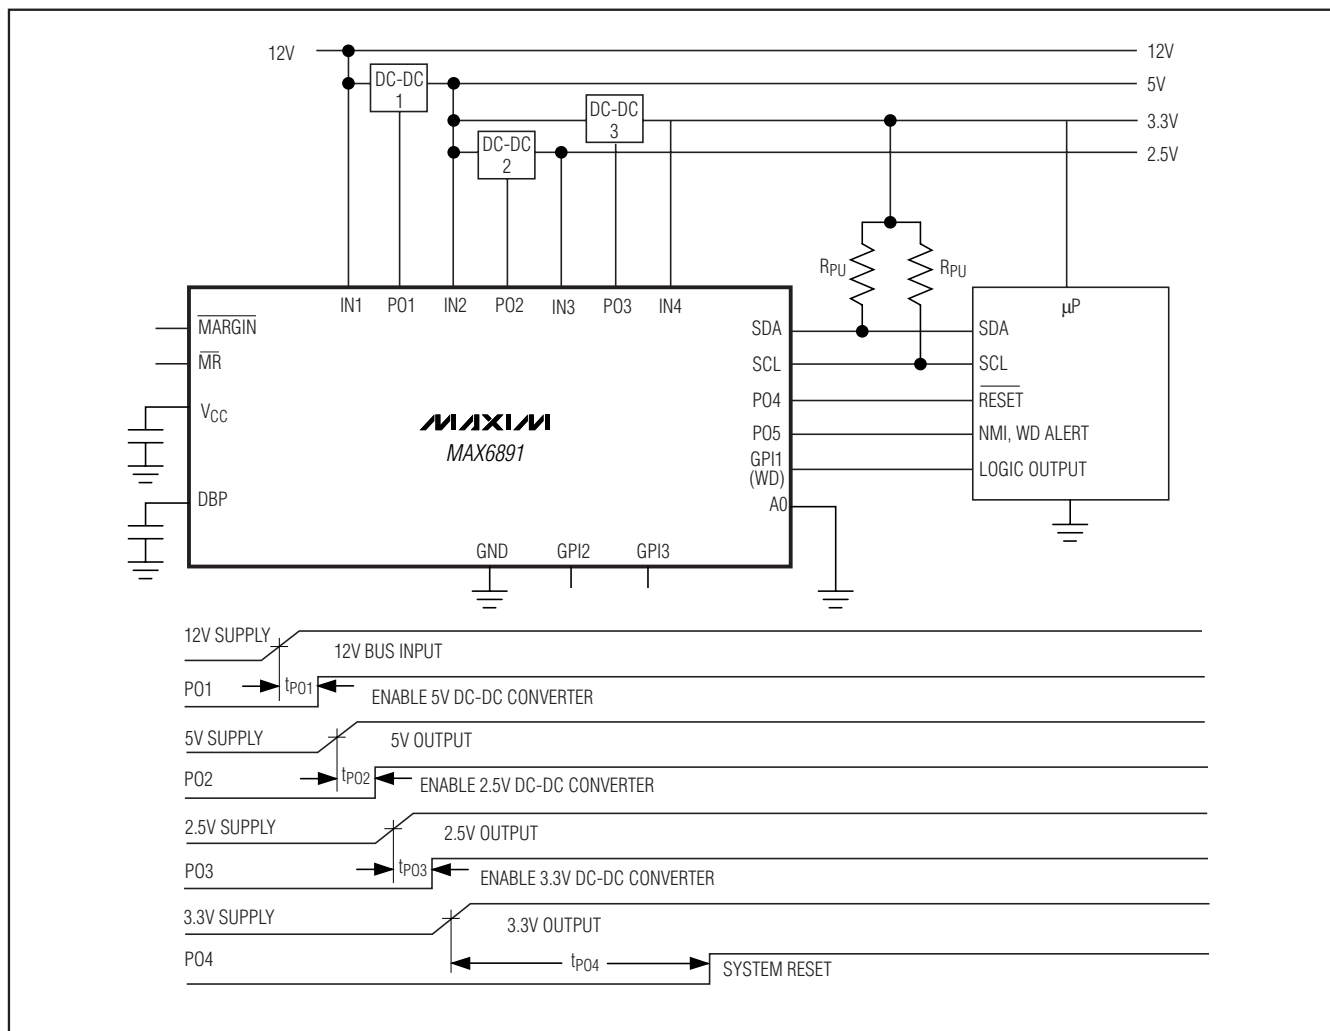 12V
12V
DC-DC
1
5V
DC-DC
3
3.3V
DC-DC
2
2.5V
RPU
RPU
IN1
PO1
IN2
PO2
IN3
PO3
IN4
μP
MARGIN
SDA
SDA
MR
SCL
SCL
VCC
PO4
RESET
MAXIM
MAX6891
PO5
NMI, WD ALERT
GPI1
(WD)
LOGIC OUTPUT
DBP
A0
GND
GPI2
GPI3
12V SUPPLY
12V BUS INPUT
PO1
tPO1
ENABLE 5V DC-DC CONVERTER
5V SUPPLY
5V OUTPUT
PO2
tPO2
ENABLE 2.5V DC-DC CONVERTER
2.5V SUPPLY
2.5V OUTPUT
PO3
tPO3
ENABLE 3.3V DC-DC CONVERTER
3.3V SUPPLY
3.3V OUTPUT
PO4
tPO4
SYSTEM RESET